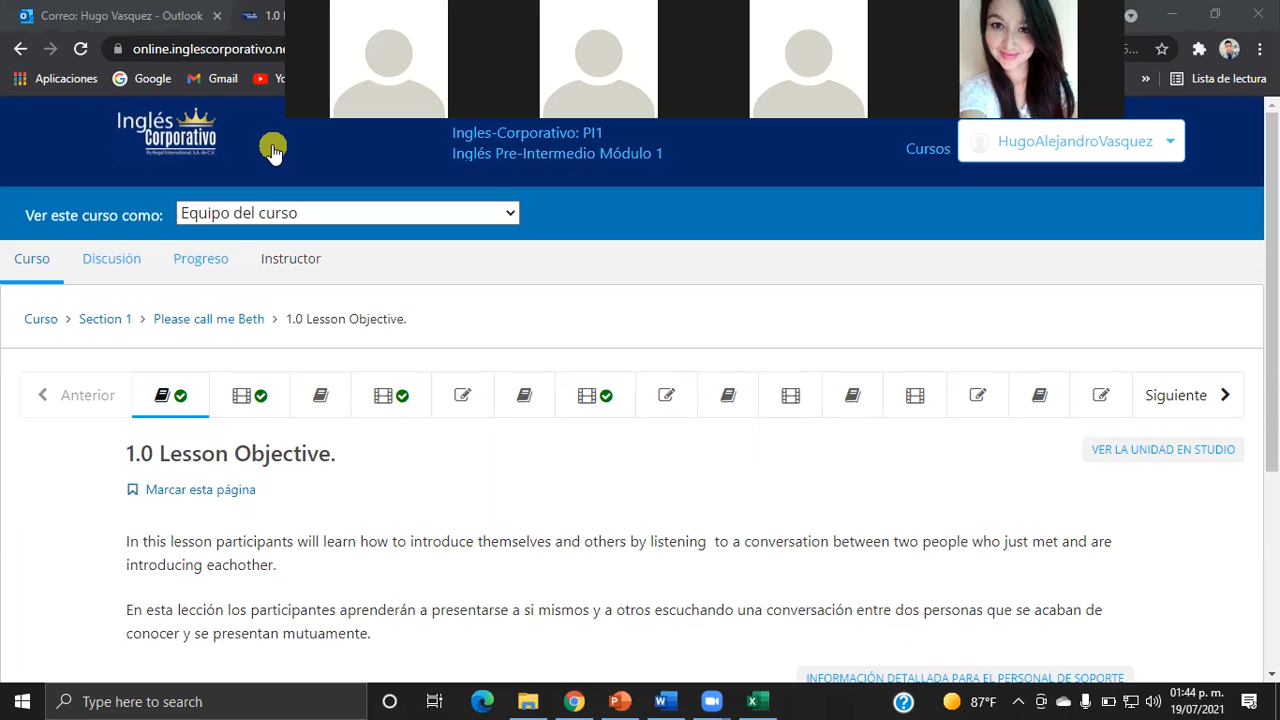 Correo: Hugo Vasquez - Outlook
1.0
online.inglescorporativo.ne
Aplicaciones
Google
Gmail
Lista de lectura
Inglés
Corporativo
By Regal International, S.A. de C.V.
Ingles-Corporativo: PI1
Inglés Pre-Intermedio Módulo 1
Cursos
HugoAlejandroVasquez
Ver este curso como:
Equipo del curso
Curso
Discusión
Progreso
Instructor
Curso > Section 1 > Please call me Beth > 1.0 Lesson Objective.
Anterior
Siguiente
1.0 Lesson Objective.
VER LA UNIDAD EN STUDIO
Marcar esta página
In this lesson participants will learn how to introduce themselves and others by listening to a conversation between two people who just met and are
introducing eachother.
En esta lección los participantes aprenderán a presentarse a si mismos y a otros escuchando una conversación entre dos personas que se acaban de
conocer y se presentan mutuamente.
INFORMACIÓN DETALLADA PARA EL PERSONAL DE SOPORTE
Type here to search
87°F
01:44 p. m.
19/07/2021